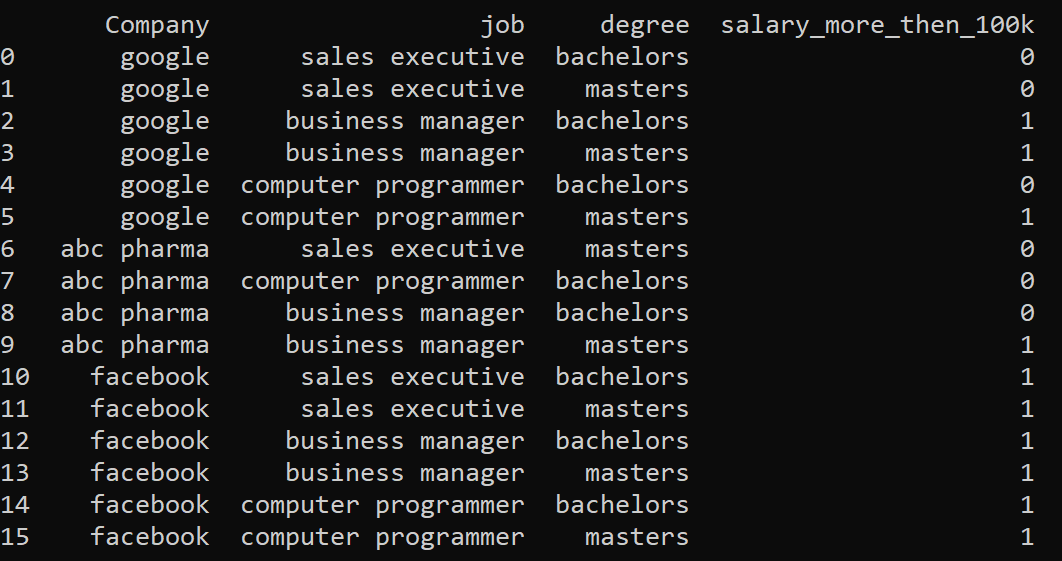 Company job degree salary_more_then_100k
0 google sales executive bachelors 0
1 google sales executive masters 0
2 google business manager bachelors 1
3 google business manager masters 1
4 google computer programmer bachelors 0
5 google computer programmer masters 1
6 abc pharma sales executive masters 0
7 abc pharma computer programmer bachelors 0
8 abc pharma business manager bachelors 0
9 abc pharma business manager masters 1
10 facebook sales executive bachelors 1
11 facebook sales executive masters 1
12 facebook business manager bachelors 1
13 facebook business manager masters 1
14 facebook computer programmer bachelors 1
15 facebook computer programmer masters 1